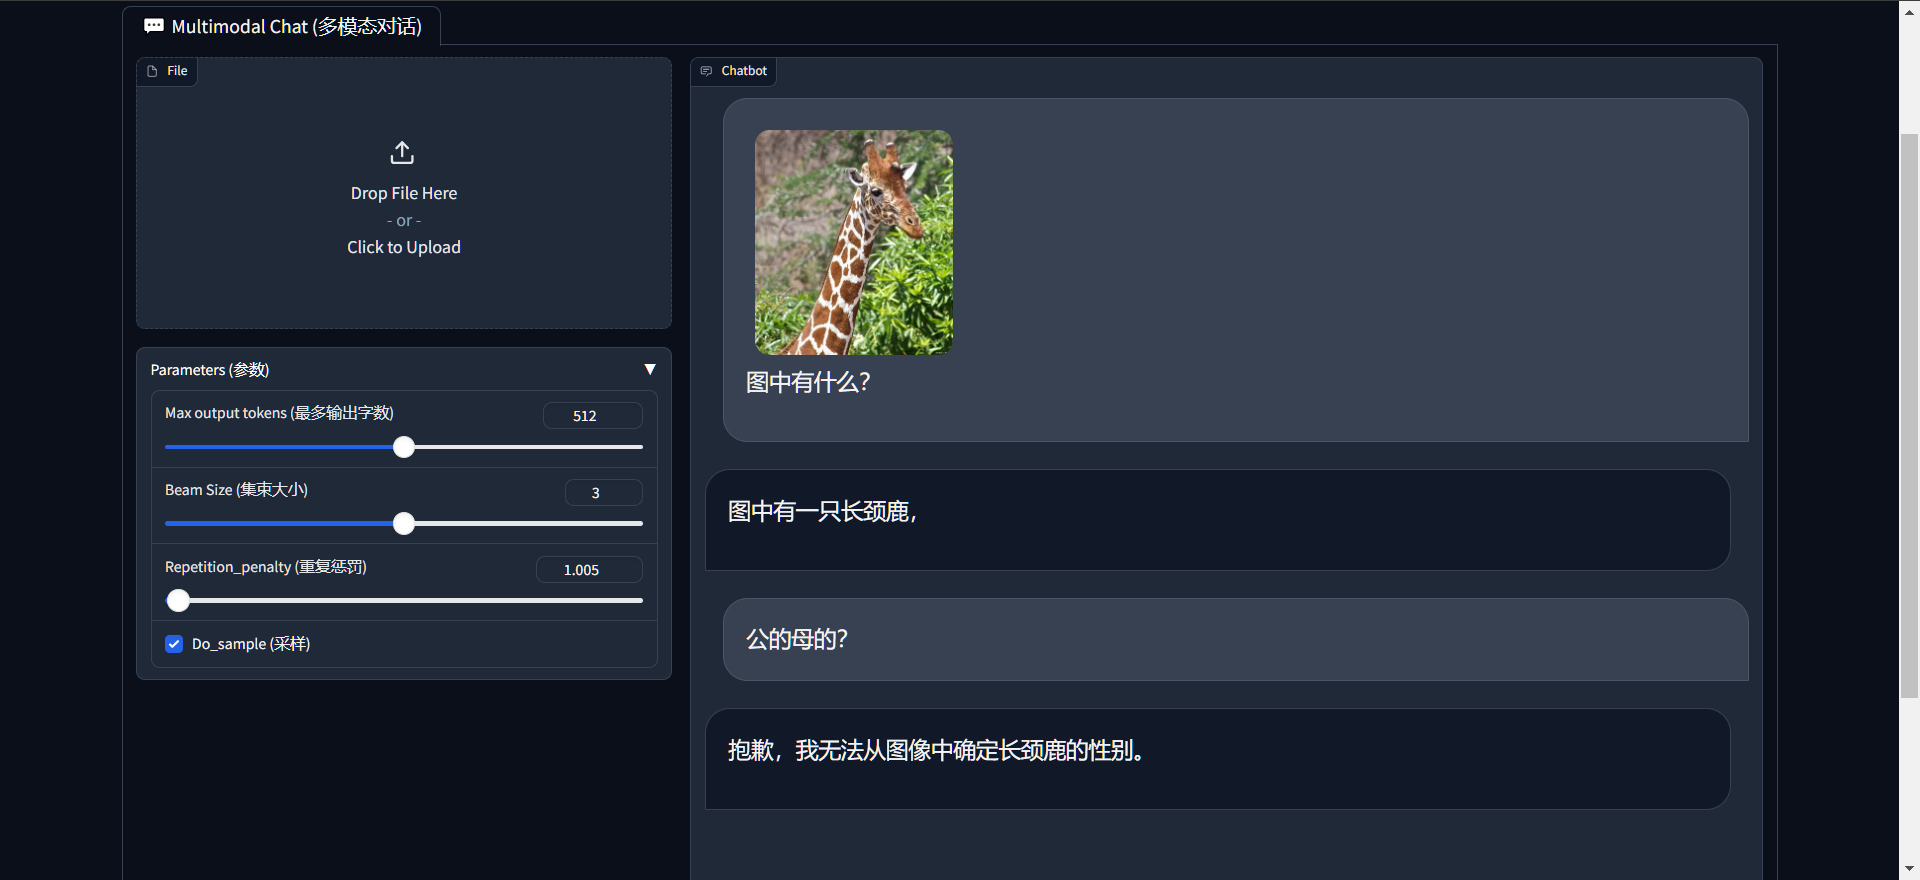 Multimodal Chat (多模态对话)
File
Drop File Here
- or -
Click to Upload
Parameters (参数)
▼
Max output tokens (最多输出字数)
512
Beam Size (集束大小)
3
Repetition_penalty (重复惩罚)
1.005
Do_sample (采样)
Chatbot
图中有什么?
图中有一只长颈鹿,
公的母的?
抱歉，我无法从图像中确定长颈鹿的性别。